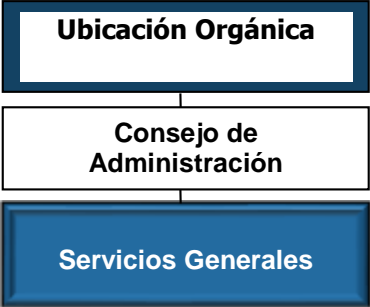 Ubicación Orgánica
Consejo de
Administración
Servicios Generales